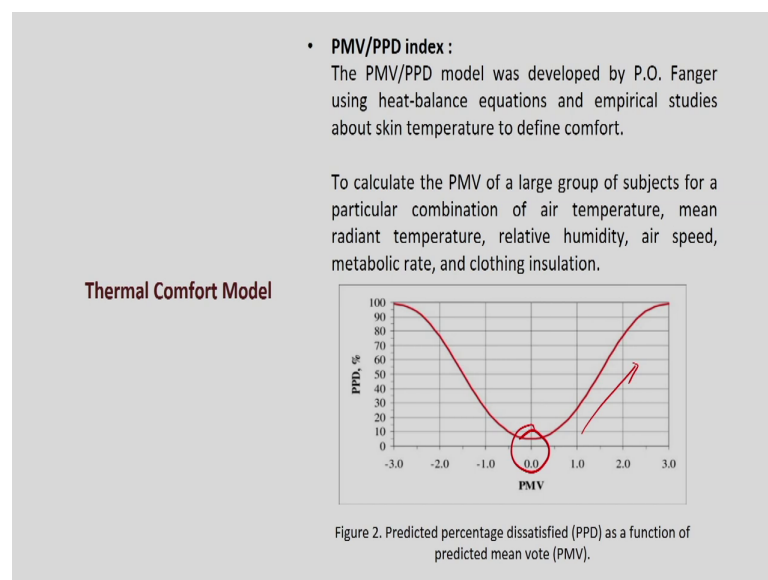 • PMV/PPD index :
The PMV/PPD model was developed by P.O. Fanger
using heat-balance equations and empirical studies
about skin temperature to define comfort.
To calculate the PMV of a large group of subjects for a
particular combination of air temperature, mean
radiant temperature, relative humidity, air speed,
metabolic rate, and clothing insulation.
Thermal Comfort Model
100
90
80
70
60
50
40
30
20
10
0
PPD, %
-3.0 -2.0 -1.0 0.0 1.0 2.0 3.0
PMV
Figure 2. Predicted percentage dissatisfied (PPD) as a function of
predicted mean vote (PMV).